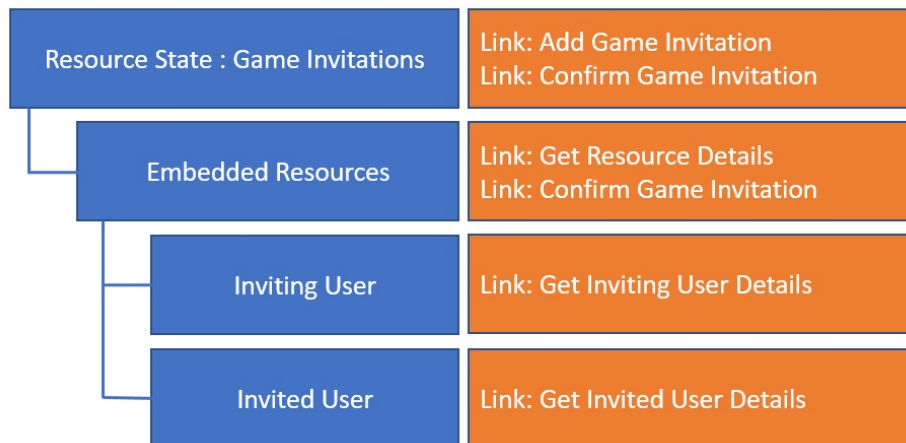 Resource State : Game Invitations
Link: Add Game Invitation
Link: Confirm Game Invitation
Embedded Resources
Link: Get Resource Details
Link: Confirm Game Invitation
Inviting User
Link: Get Inviting User Details
Invited User
Link: Get Invited User Details